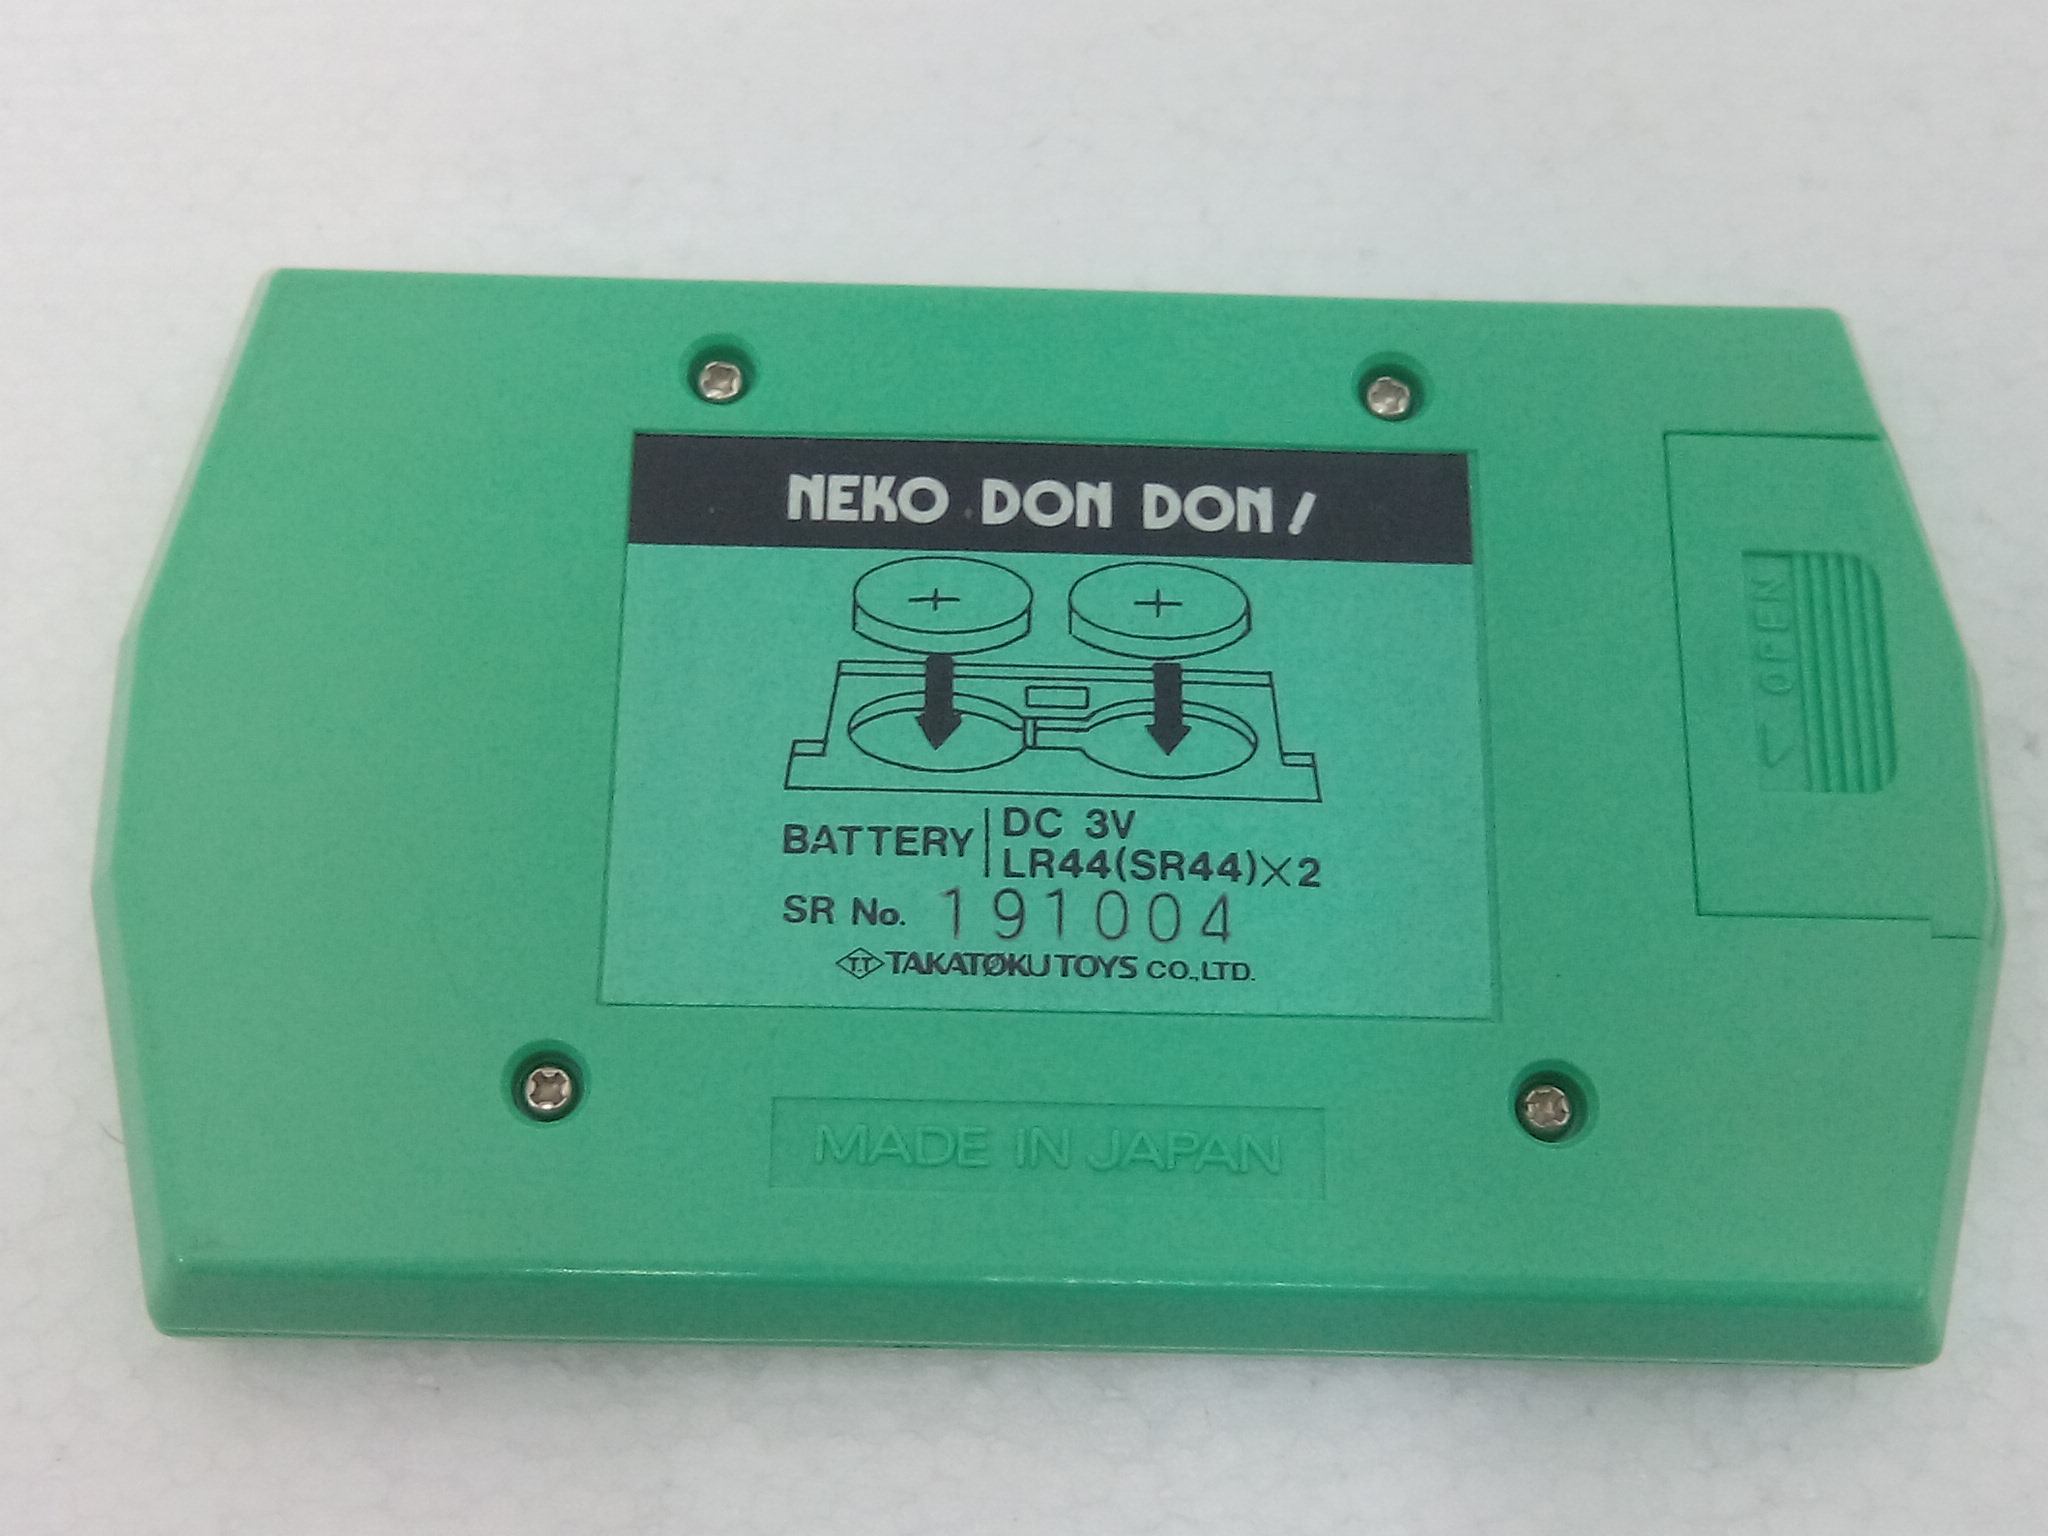 NEKO DON DON!
+ +
BATTERY DC 3V
LR44(SR44)×2
SR No. 191004
T.T TAKATOKU TOYS CO.,LTD.
MADE IN JAPAN
OPEN